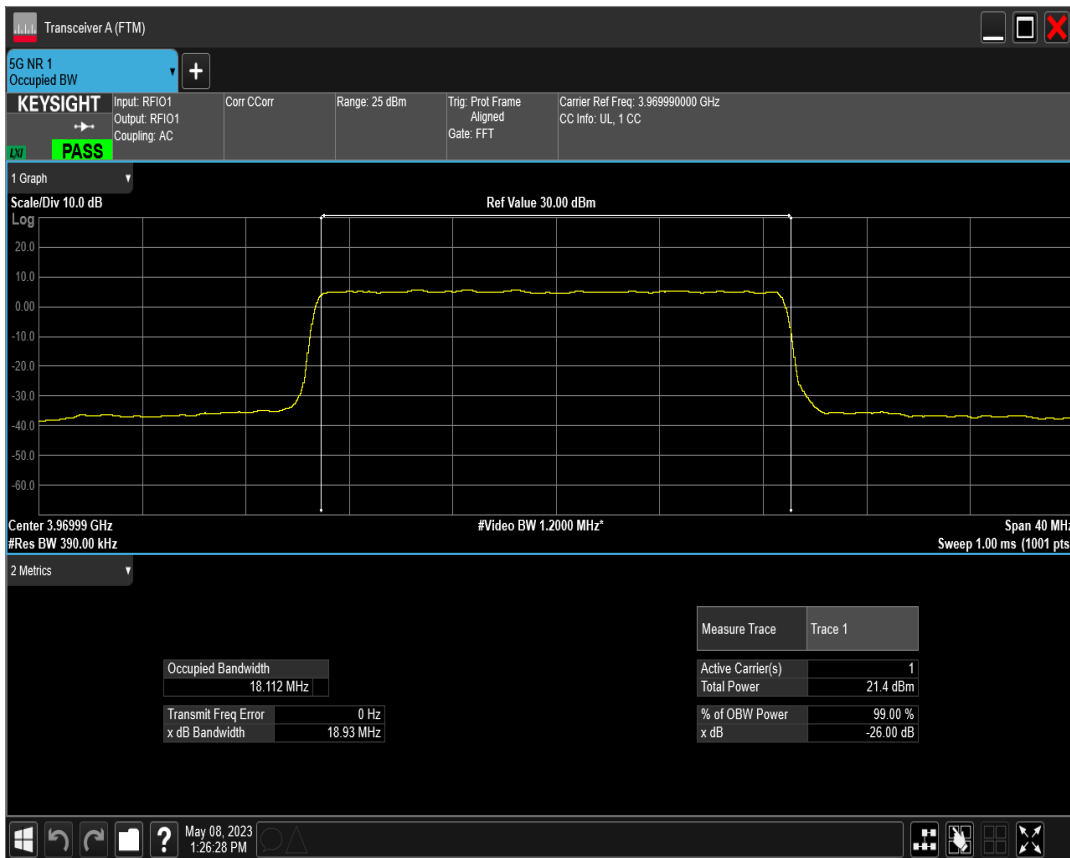 Transceiver A (FTM)
5G NR 1
Occupied BW
+
KEYSIGHT
LXI
PASS
Input: RFIO1
Output: RFIO1
Coupling: AC
Corr CCorr
Range: 25 dBm
Trig: Prot Frame
Aligned
Gate: FFT
Carrier Ref Freq: 3.969990000 GHz
CC Info: UL, 1 CC
1 Graph
Scale/Div 10.0 dB
Ref Value 30.00 dBm
Log
20.0
10.0
0.00
-10.0
-20.0
-30.0
-40.0
-50.0
-60.0
Center 3.96999 GHz
#Video BW 1.2000 MHz*
Span 40 MHz
#Res BW 390.00 kHz
Sweep 1.00 ms (1001 pts
2 Metrics
Measure Trace Trace 1
Occupied Bandwidth
18.112 MHz
Active Carrier(s) 1
Total Power 21.4 dBm
Transmit Freq Error 0 Hz
x dB Bandwidth 18.93 MHz
% of OBW Power 99.00 %
x dB -26.00 dB
?
May 08, 2023
1:26:28 PM